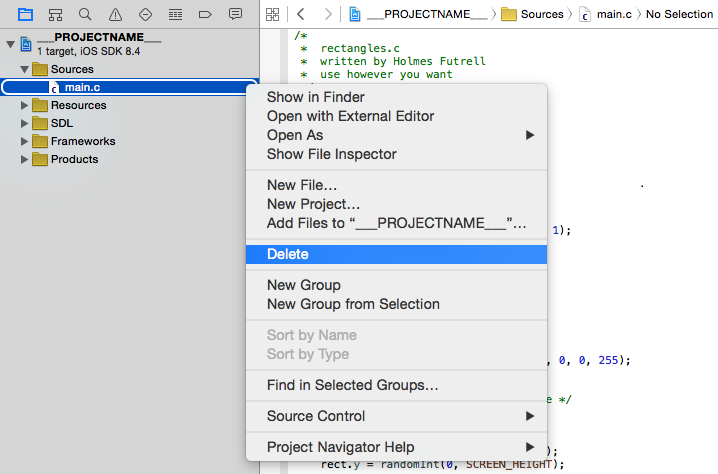 ___PROJECTNAME___ 〉 Sources 〉 main.c 〉 No Selection
___PROJECTNAME___
1 target, iOS SDK 8.4
Sources
main.c
Resources
SDL
Frameworks
Products
/*
* rectangles.c
* written by Holmes Futrell
* use however you want
Show in Finder
Open with External Editor
Open As
Show File Inspector
New File...
New Project...
Add Files to “___PROJECTNAME___”...
1);
Delete
New Group
New Group from Selection
Sort by Name
Sort by Type
, 0, 0, 255);
Find in Selected Groups...
e */
Source Control
Project Navigator Help
);
rect.y = randomInt(0, SCREEN_HEIGHT);